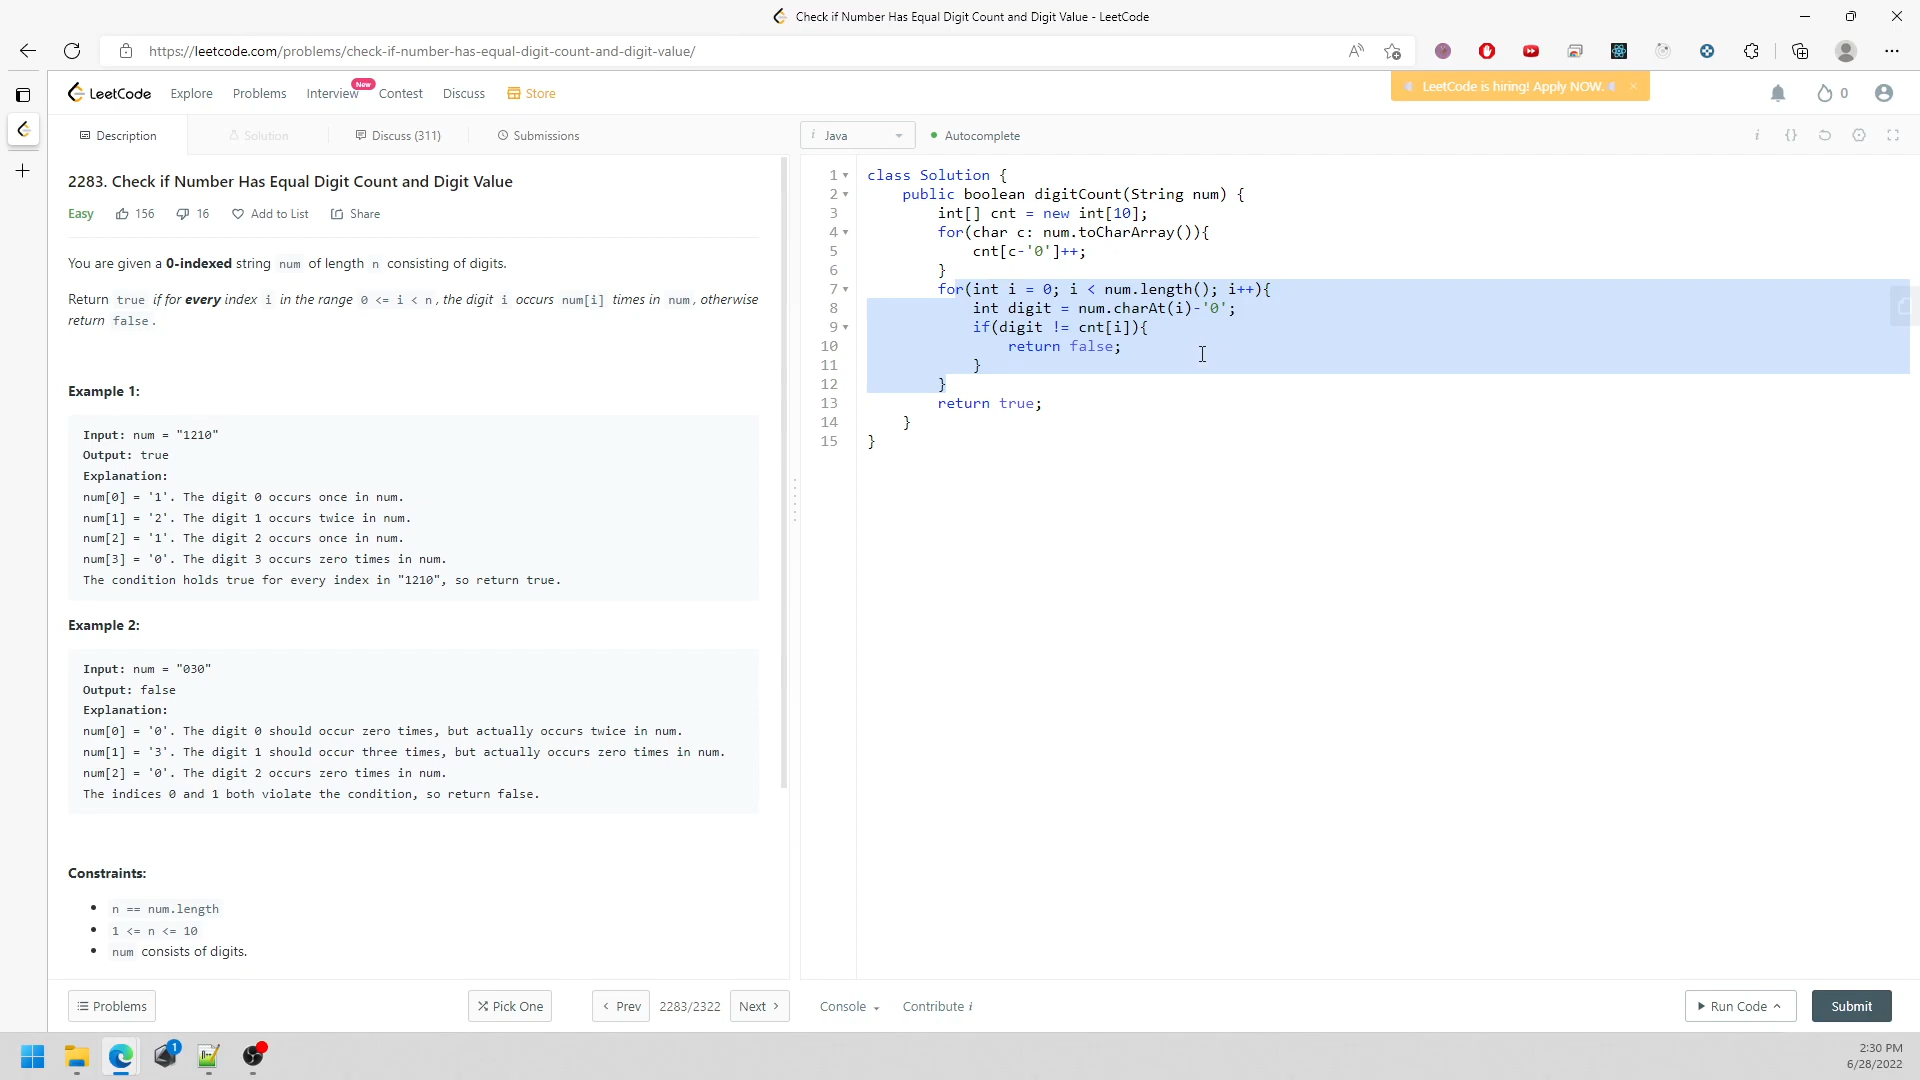 Check if Number Has Equal Digit Count and Digit Value - LeetCode
https://leetcode.com/problems/check-if-number-has-equal-digit-count-and-digit-value/
LeetCode Explore Problems Interview New Contest Discuss Store
LeetCode is hiring! Apply NOW.
0
Description
Solution
Discuss (311)
Submissions
i Java
Autocomplete
2283. Check if Number Has Equal Digit Count and Digit Value
Easy 156 16 Add to List Share
You are given a 0-indexed string num of length n consisting of digits.
Return true if for every index i in the range 0 <= i < n, the digit i occurs num[i] times in num, otherwise
return false.
Example 1:
Input: num = "1210"
Output: true
Explanation:
num[0] = '1'. The digit 0 occurs once in num.
num[1] = '2'. The digit 1 occurs twice in num.
num[2] = '1'. The digit 2 occurs once in num.
num[3] = '0'. The digit 3 occurs zero times in num.
The condition holds true for every index in "1210", so return true.
Example 2:
Input: num = "030"
Output: false
Explanation:
num[0] = '0'. The digit 0 should occur zero times, but actually occurs twice in num.
num[1] = '3'. The digit 1 should occur three times, but actually occurs zero times in num.
num[2] = '0'. The digit 2 occurs zero times in num.
The indices 0 and 1 both violate the condition, so return false.
Constraints:
n == num.length
1 <= n <= 10
num consists of digits.
1 class Solution {
2 public boolean digitCount(String num) {
3 int[] cnt = new int[10];
4 for(char c: num.toCharArray()){
5 cnt[c-'0']++;
6 }
7 for(int i = 0; i < num.length(); i++){
8 int digit = num.charAt(i)-'0';
9 if(digit != cnt[i]){
10 return false;
11 }
12 }
13 return true;
14 }
15 }
Problems
Pick One
< Prev
2283/2322
Next >
Console
Contribute i
Run Code
Submit
1
2:30 PM
6/28/2022